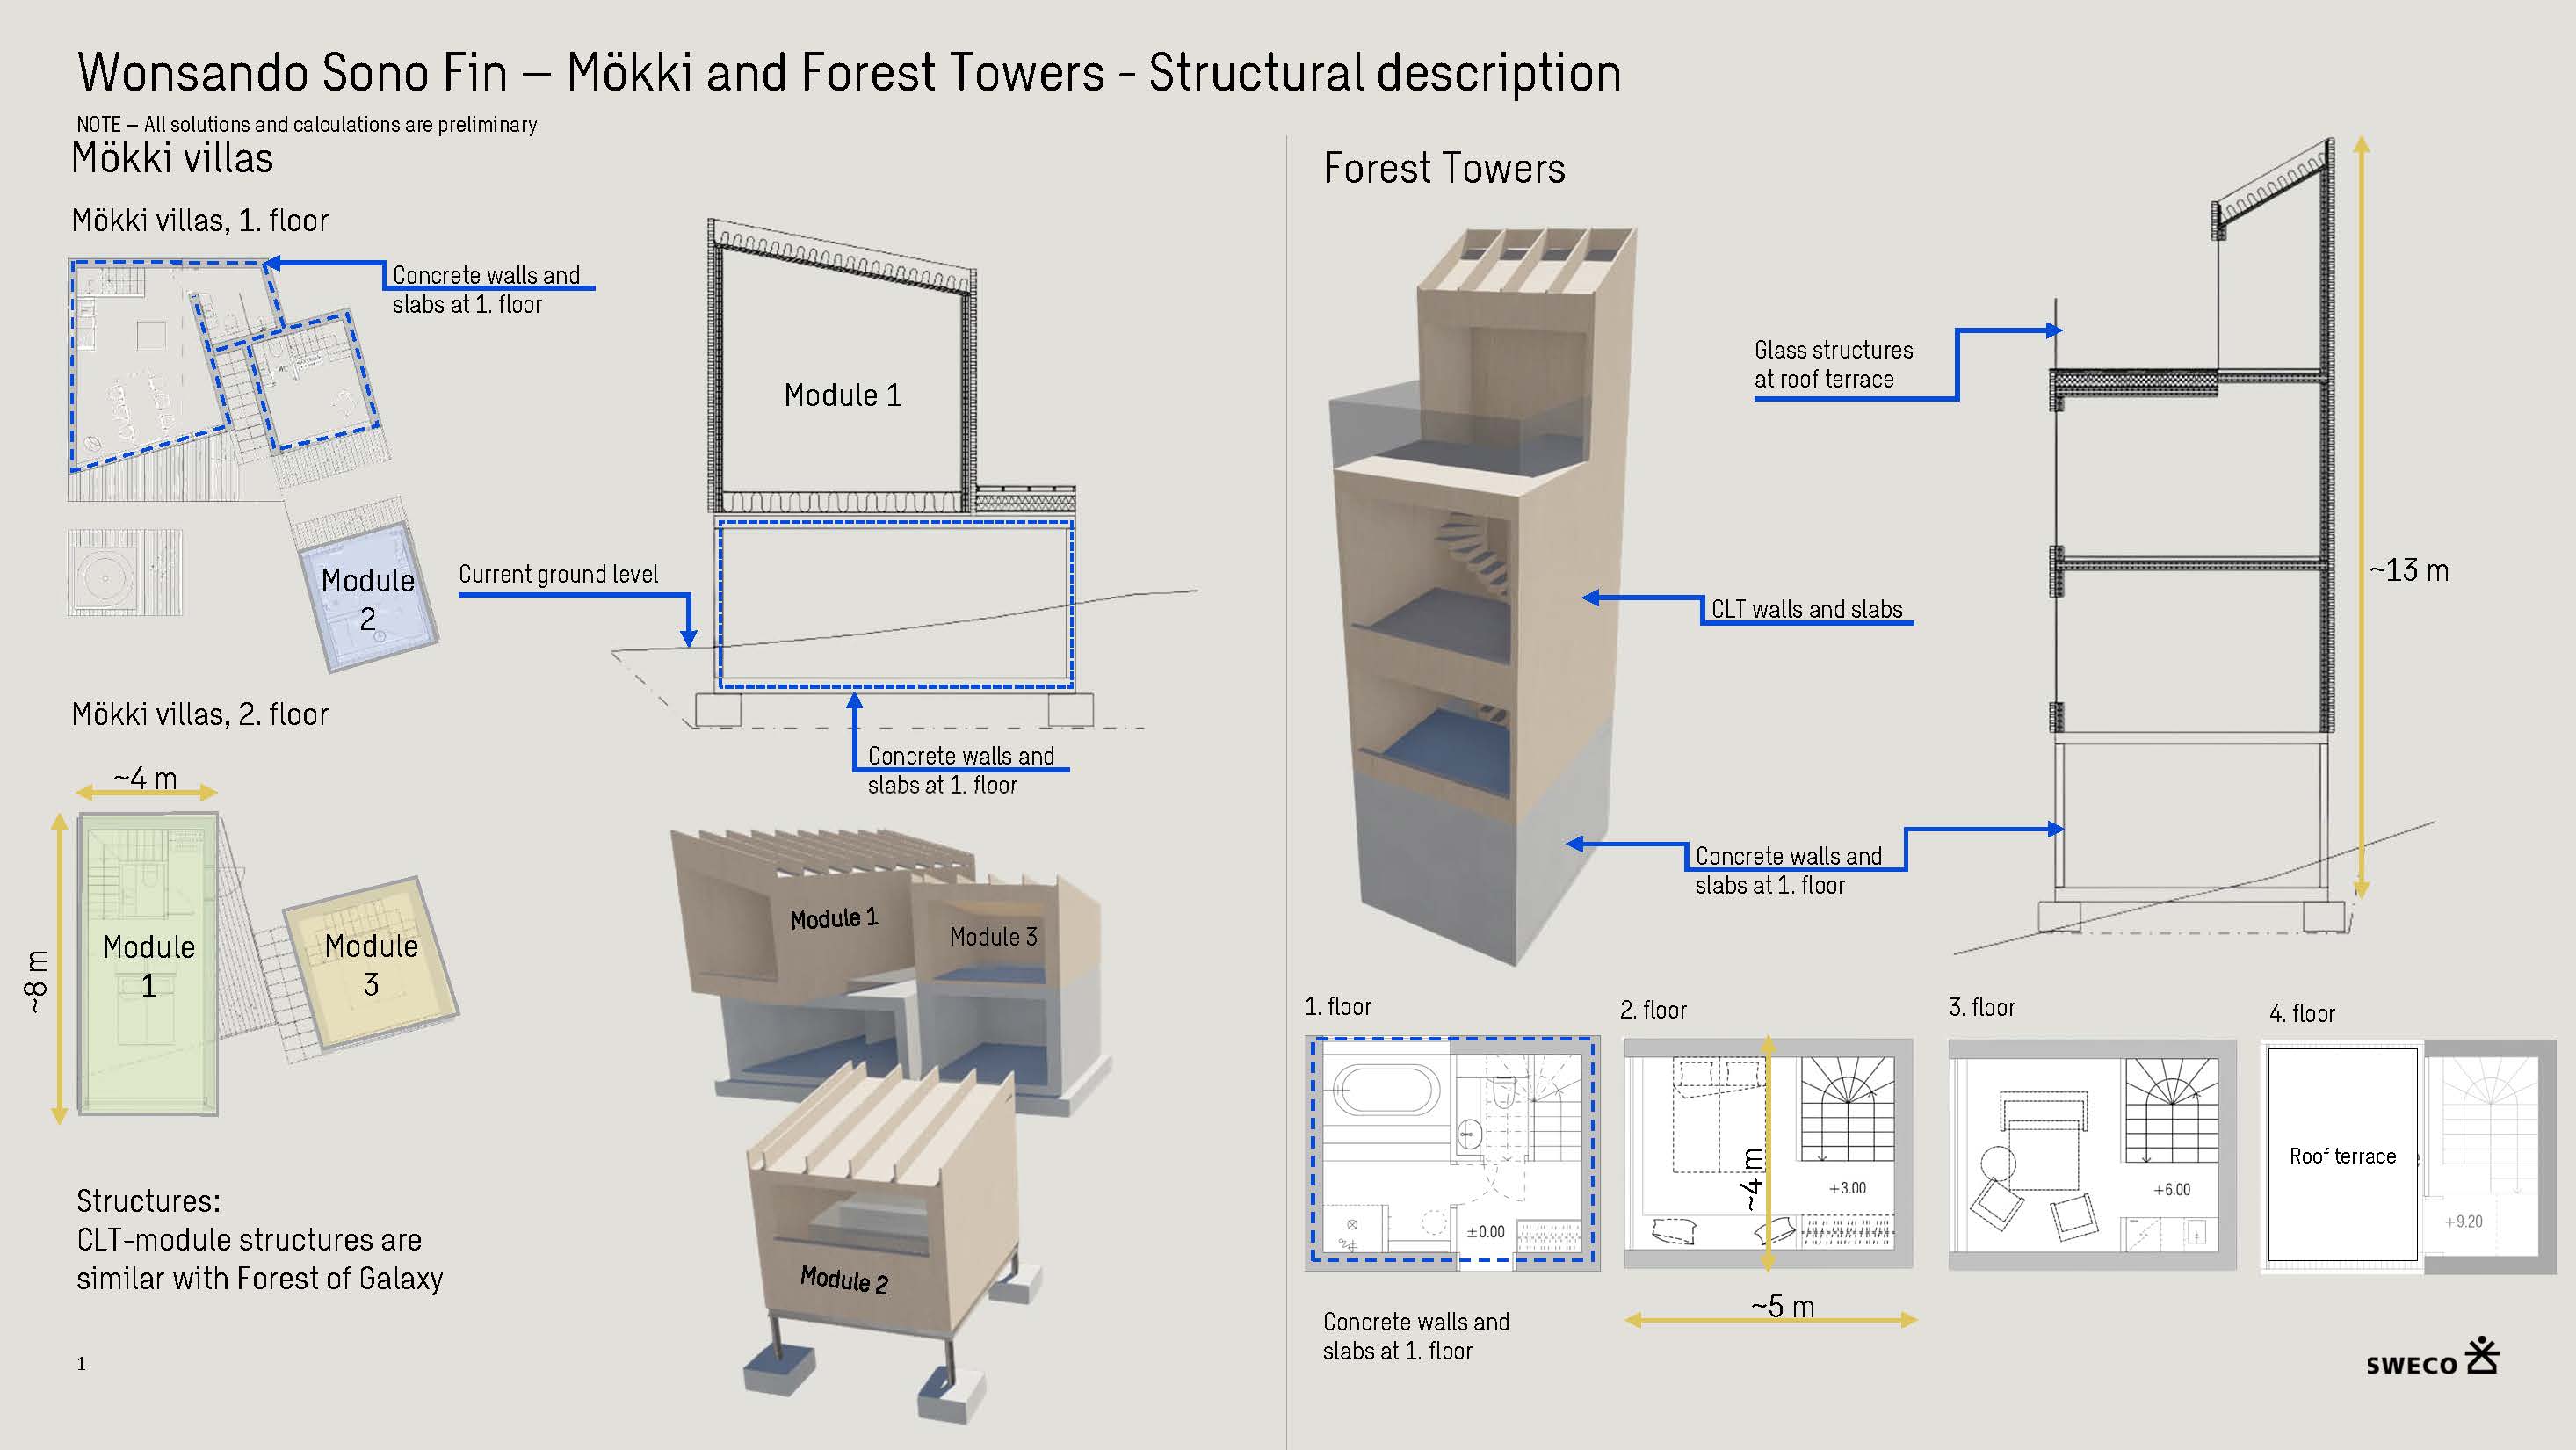 Wonsando Sono Fin – Mökki and Forest Towers - Structural description
NOTE – All solutions and calculations are preliminary
Mökki villas
Mökki villas, 1. floor
Concrete walls and
slabs at 1. floor
Module
2
Current ground level
Module 1
Concrete walls and
slabs at 1. floor
Mökki villas, 2. floor
~4 m
~8 m
Module
1
Module
3
Module 1
Module 3
Module 2
Structures:
CLT-module structures are
similar with Forest of Galaxy
1
Forest Towers
Glass structures
at roof terrace
CLT walls and slabs
Concrete walls and
slabs at 1. floor
~13 m
1. floor
±0.00
Concrete walls and
slabs at 1. floor
2. floor
~4 m
+3.00
~5 m
3. floor
+6.00
4. floor
Roof terrace
+9.20
SWECO